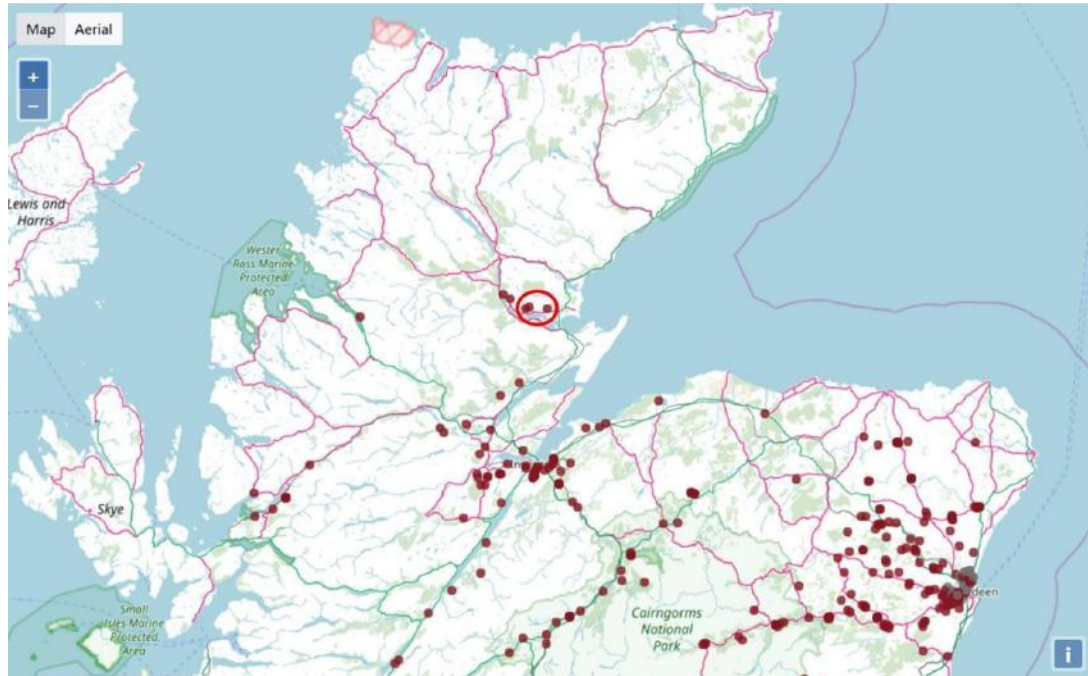 Map Aerial
+
−
Lewis and
Harris
Wester
Ross Marine
Protected
Area
Skye
Small
Isles Marine
Protected
Area
Cairngorms
National
Park
deen
i